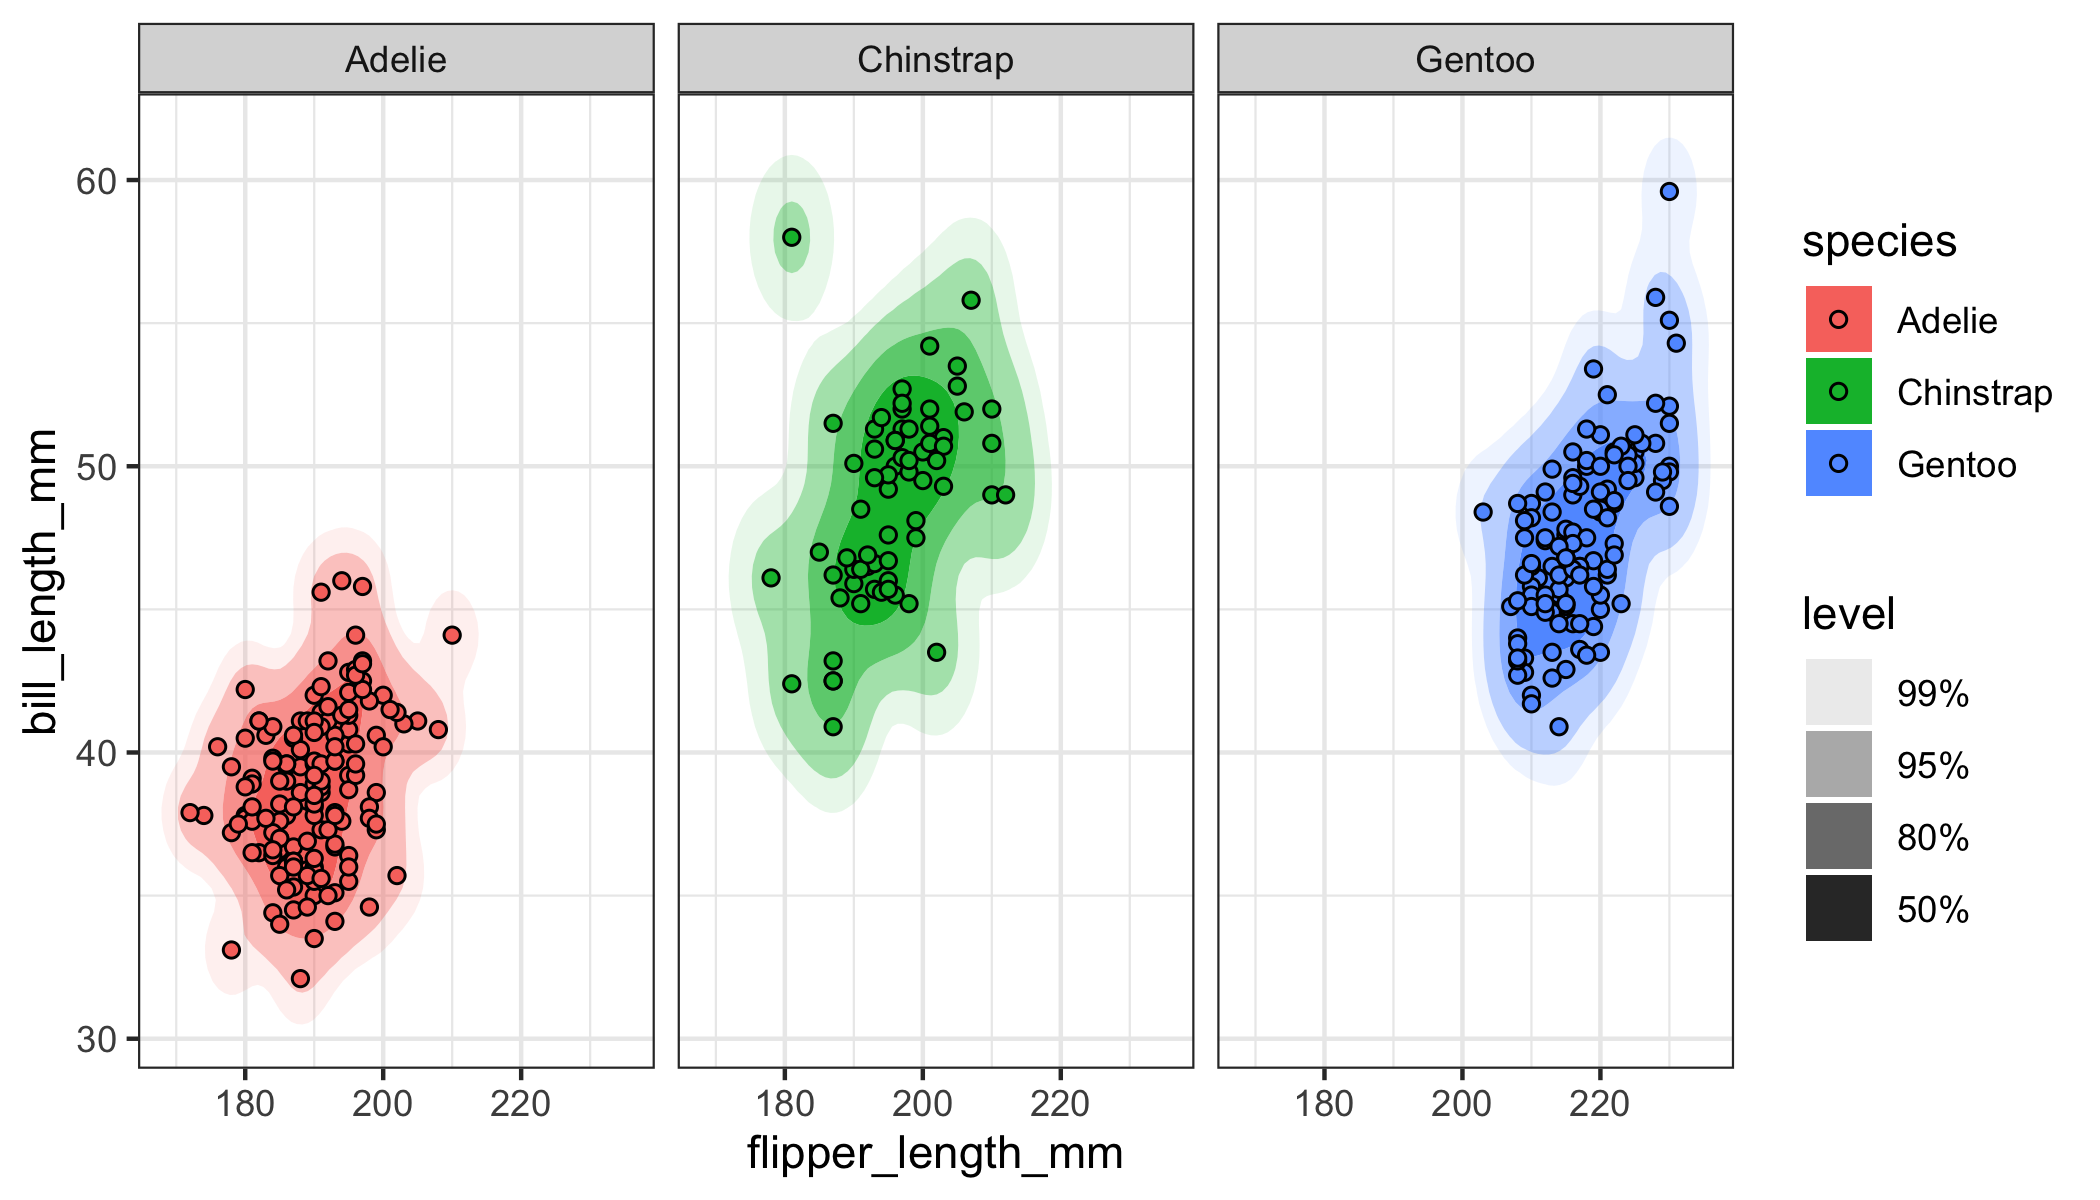 Adelie Chinstrap Gentoo
60
50
40
30
bill_length_mm
180 200 220 180 200 220 180 200 220
flipper_length_mm
species
Adelie
Chinstrap
Gentoo
level
99%
95%
80%
50%